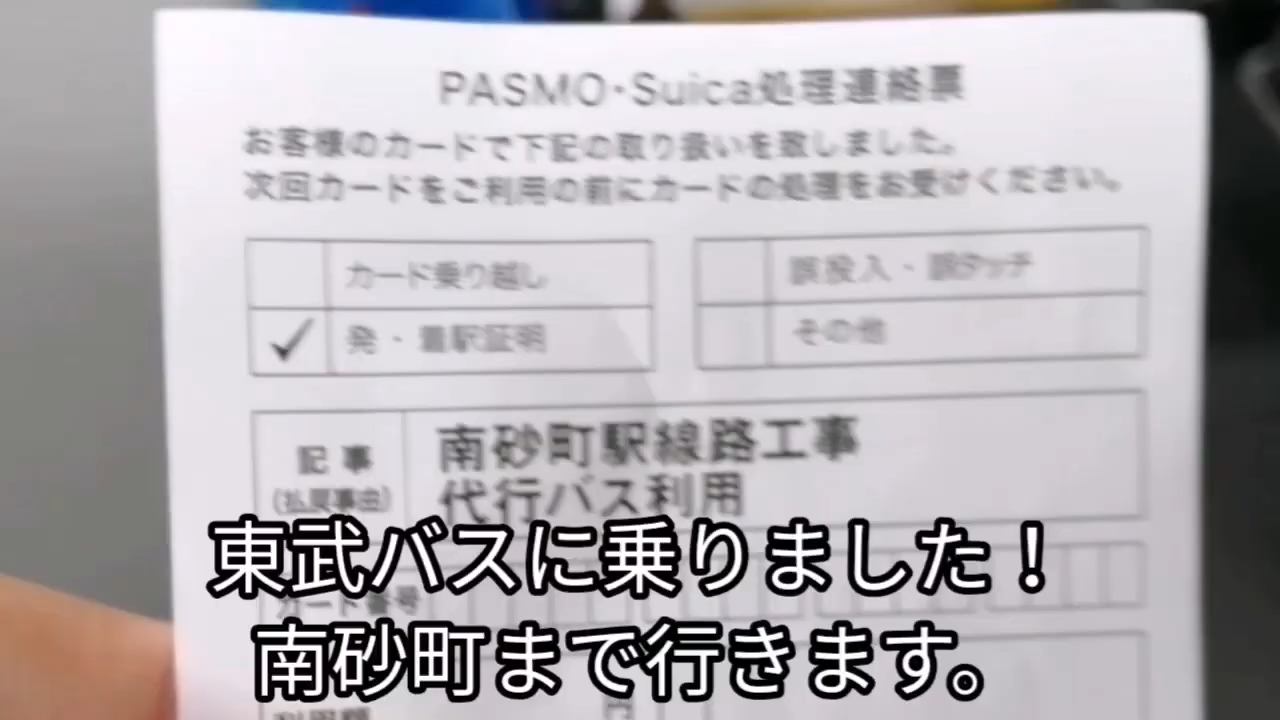 PASMO・Suica処理連絡票
お客様のカードで下記の取り扱いを致しました。
次回カードをご利用の前にカードの処理をお受けください。
カード乗り越し
誤投入・誤タッチ
✓ 発・着駅証明
その他
記事
(払戻事由)
南砂町駅線路工事
代行バス利用
東武バスに乗りました！
カード番号
南砂町まで行きます。
円